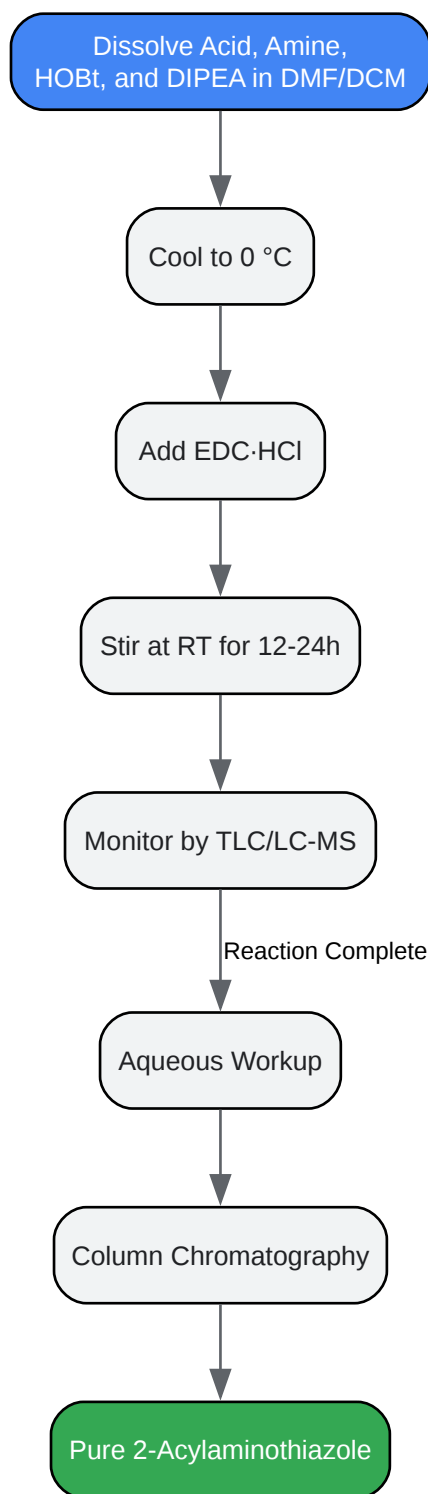 Dissolve Acid, Amine,
HOBt, and DIPEA in DMF/DCM
Cool to 0 °C
Add EDC·HCl
Stir at RT for 12-24h
Monitor by TLC/LC-MS
Reaction Complete
Aqueous Workup
Column Chromatography
Pure 2-Acylaminothiazole